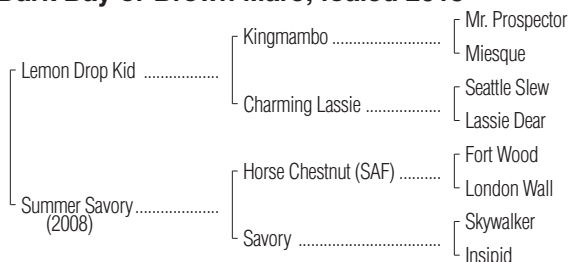 Dark Bay or Brown Mare; foaled
Mr. Prospector
Kingmambo ..........................
Miesque
Lemon Drop Kid ..................
Seattle Slew
Charming Lassie ..................
Lassie Dear
Fort Wood
Horse Chestnut (SAF) ..........
London Wall
Summer Savory ....................
(2008)
Skywalker
Savory ..................................
Insipid